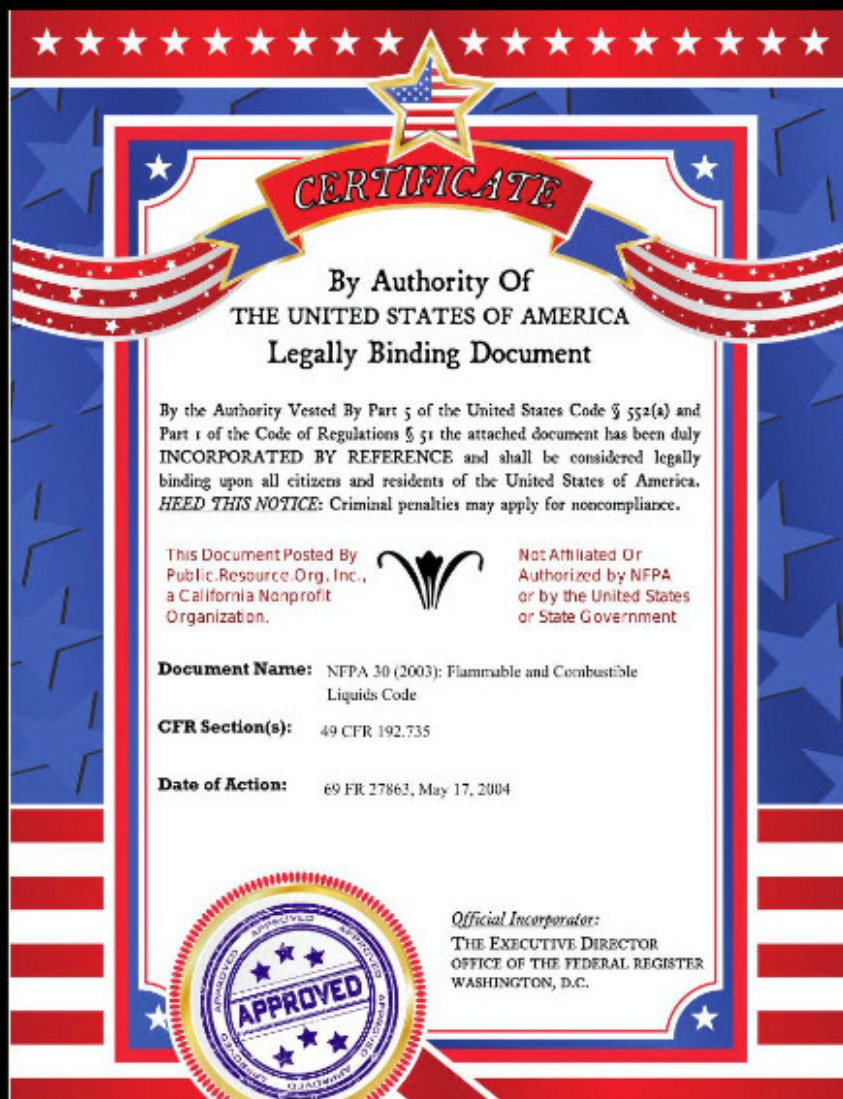 CERTIFICATE
By Authority Of
THE UNITED STATES OF AMERICA
Legally Binding Document
By the Authority Vested By Part 5 of the United States Code § 552(a) and
Part 1 of the Code of Regulations § 51 the attached document has been duly
INCORPORATED BY REFERENCE and shall be considered legally
binding upon all citizens and residents of the United States of America.
HEED THIS NOTICE: Criminal penalties may apply for noncompliance.
This Document Posted By
Public.Resource.Org, Inc.,
a California Nonprofit
Organization.
Not Affiliated Or
Authorized by NFPA
or by the United States
or State Government
Document Name: NFPA 30 (2003): Flammable and Combustible
Liquids Code
CFR Section(s): 49 CFR 192.735
Date of Action: 69 FR 27863, May 17, 2004
Official Incorporator:
THE EXECUTIVE DIRECTOR
OFFICE OF THE FEDERAL REGISTER
WASHINGTON, D.C.
APPROVED
APPROVED
APPROVED
APPROVED
APPROVED
APPROVED
APPROVED